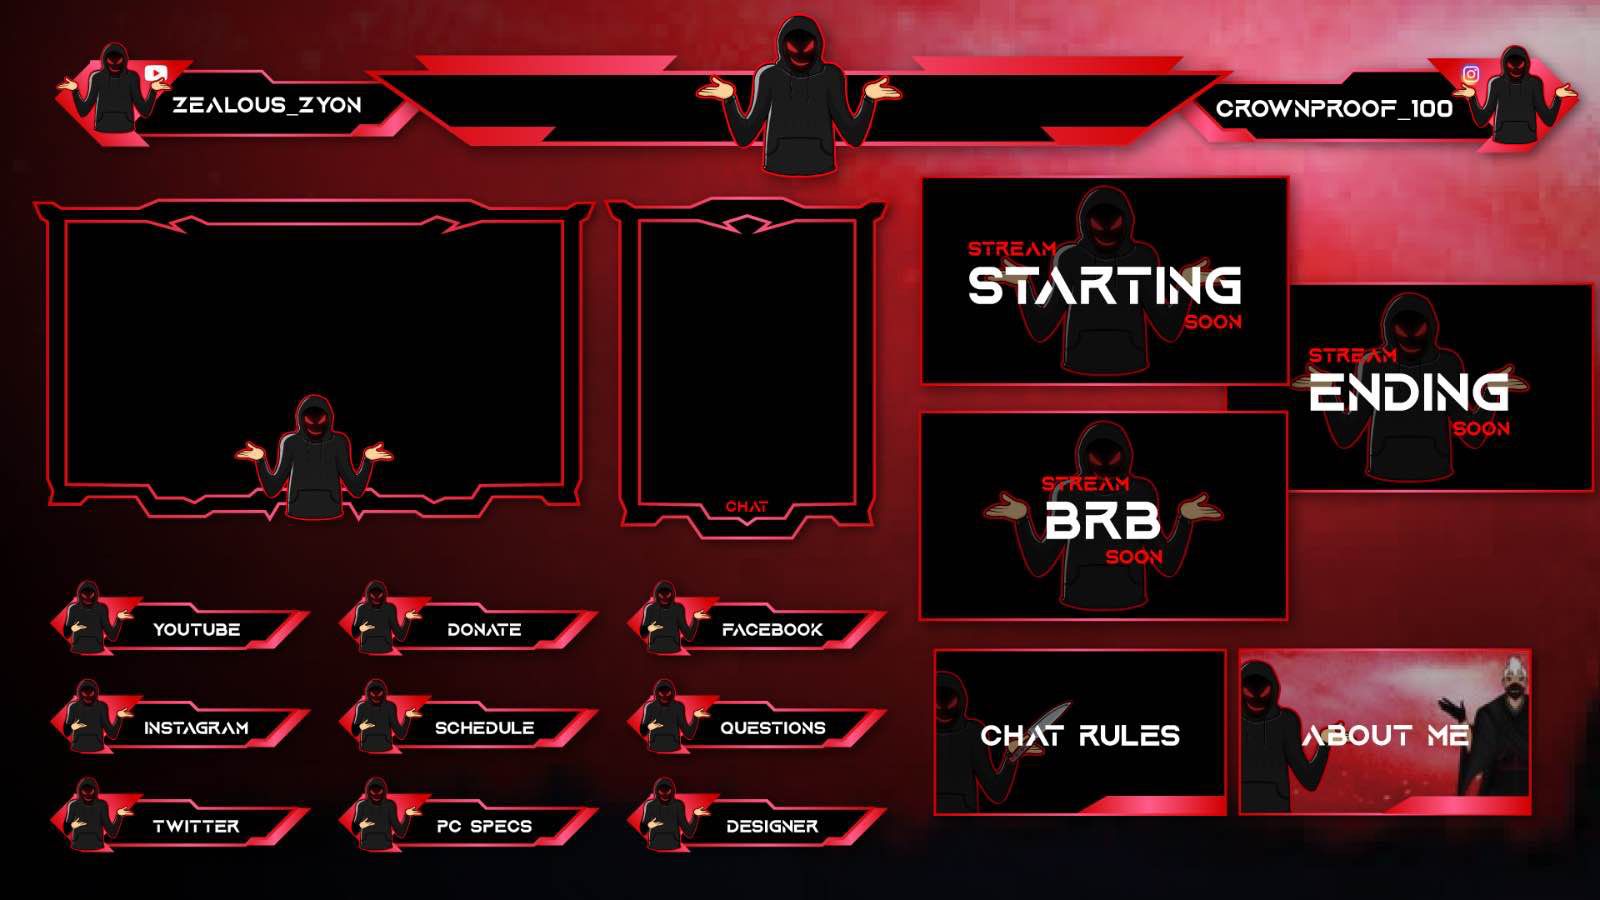 ZEALOUS_ZYON
CROWNPROOF_100
STREAM
STARTING
SOON
STREAM
ENDING
SOON
CHAT
STREAM
BRB
SOON
YOUTUBE
DONATE
FACEBOOK
INSTAGRAM
SCHEDULE
QUESTIONS
CHAT RULES
ABOUT ME
TWITTER
PC SPECS
DESIGNER